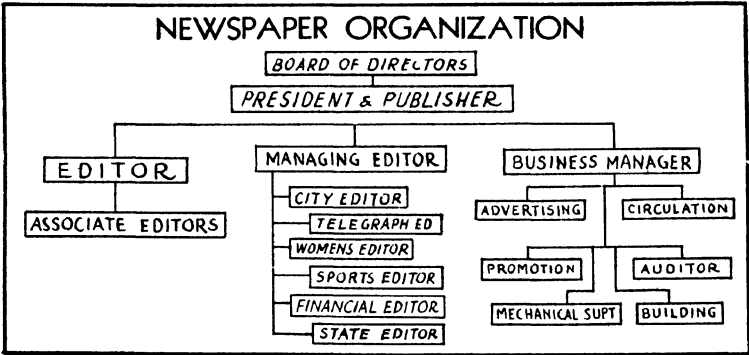 NEWSPAPER ORGANIZATION
BOARD OF DIRECTORS
PRESIDENT & PUBLISHER
EDITOR
ASSOCIATE EDITORS
MANAGING EDITOR
CITY EDITOR
TELEGRAPH ED
WOMENS EDITOR
SPORTS EDITOR
FINANCIAL EDITOR
STATE EDITOR
BUSINESS MANAGER
ADVERTISING
CIRCULATION
PROMOTION
AUDITOR
MECHANICAL SUPT
BUILDING